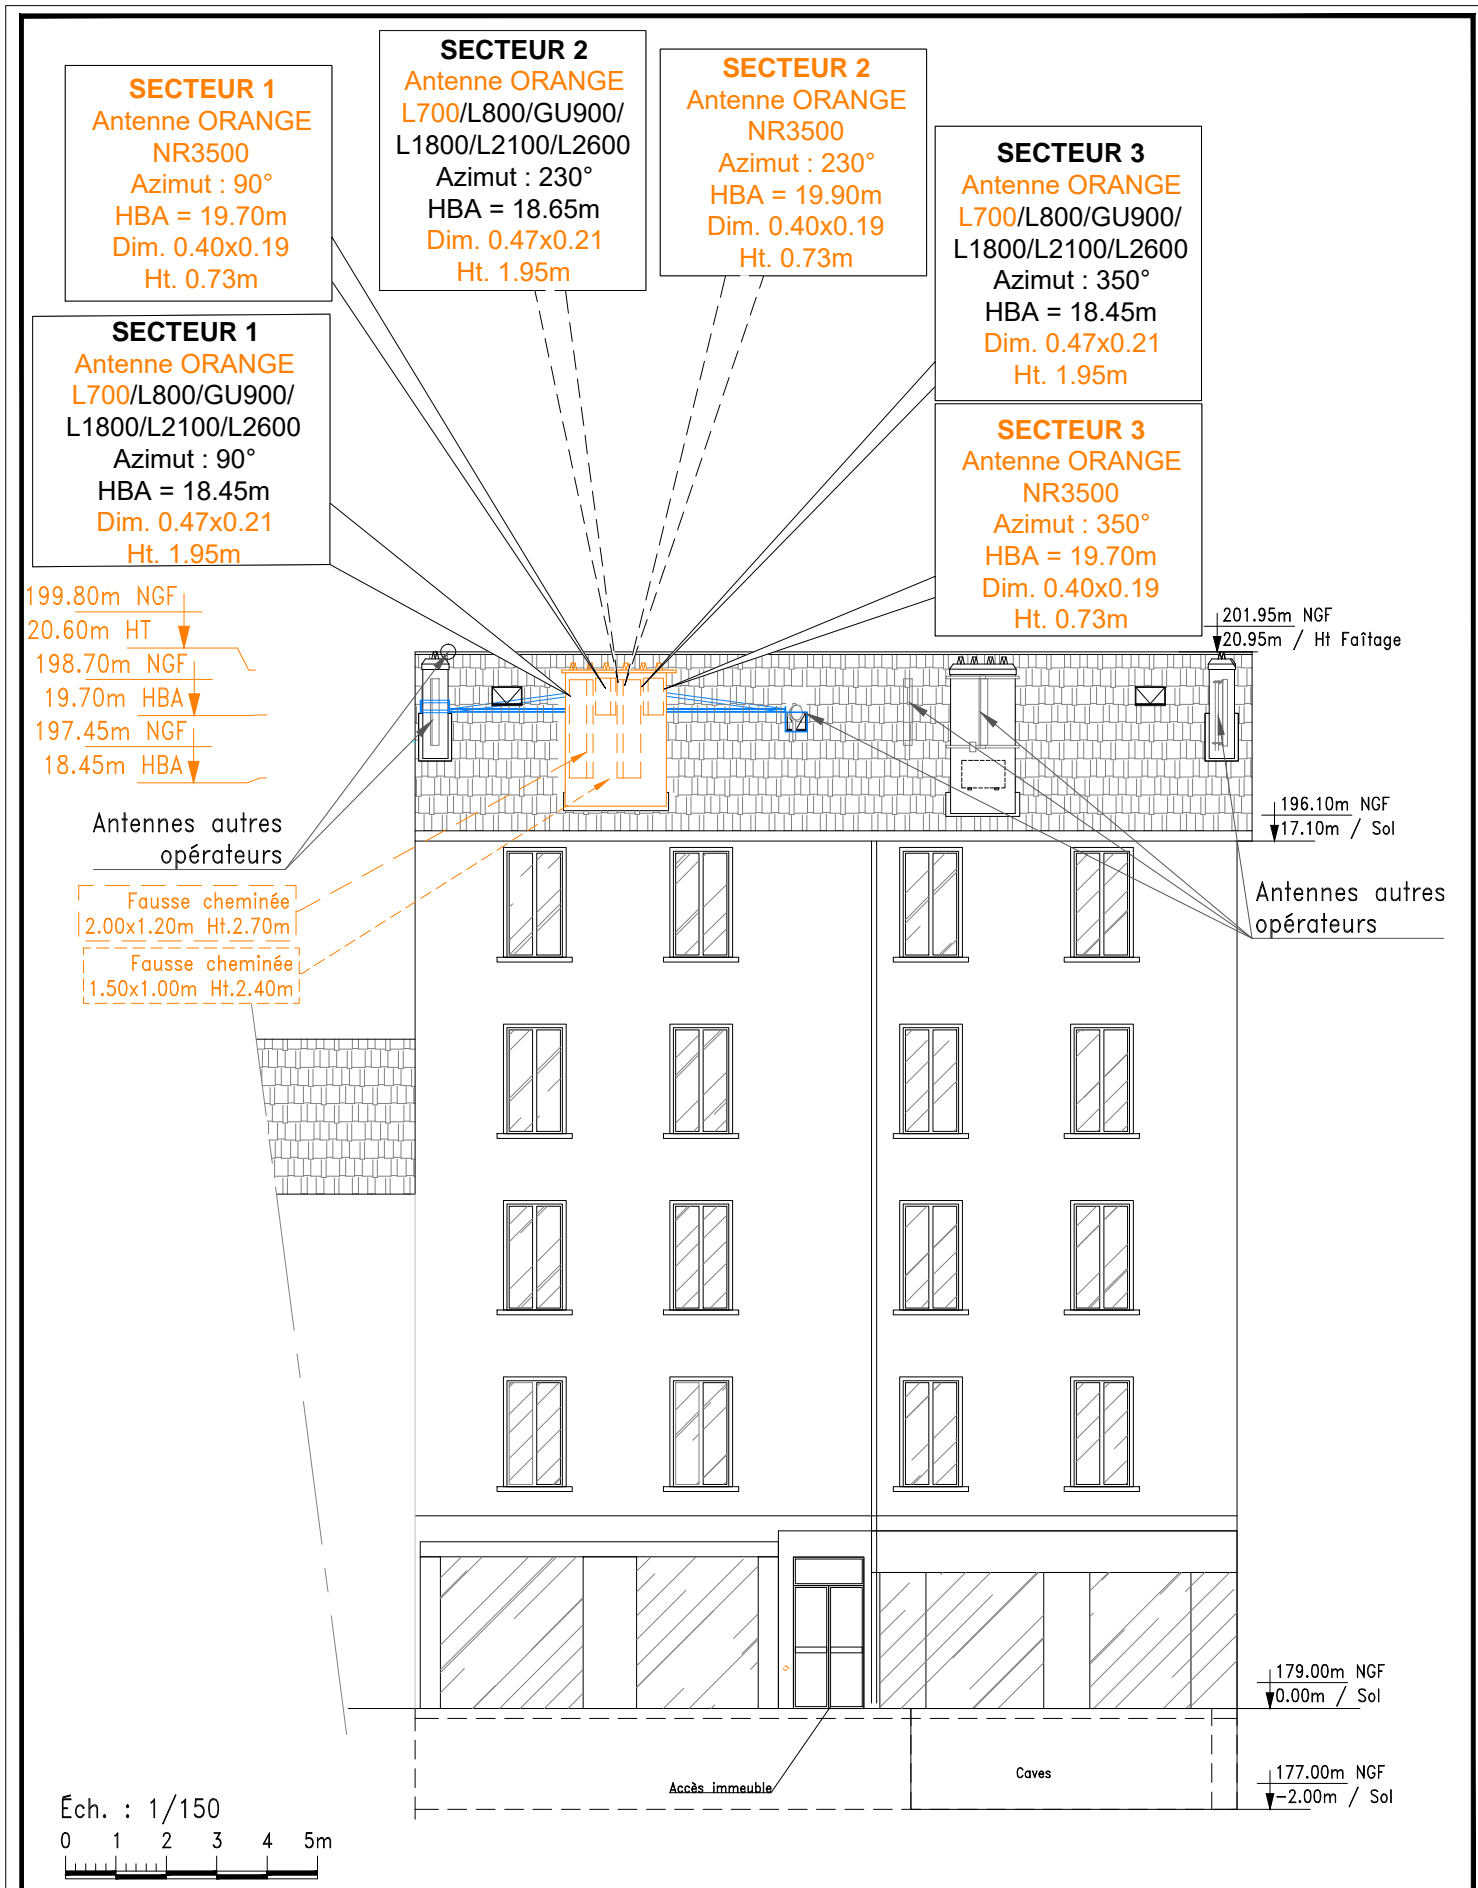 SECTEUR 1
Antenne ORANGE
NR3500
Azimut : 90°
HBA = 19.70m
Dim. 0.40x0.19
Ht. 0.73m
SECTEUR 2
Antenne ORANGE
L700/L800/GU900/
L1800/L2100/L2600
Azimut : 230°
HBA = 18.65m
Dim. 0.47x0.21
Ht. 1.95m
SECTEUR 2
Antenne ORANGE
NR3500
Azimut : 230°
HBA = 19.90m
Dim. 0.40x0.19
Ht. 0.73m
SECTEUR 3
Antenne ORANGE
L700/L800/GU900/
L1800/L2100/L2600
Azimut : 350°
HBA = 18.45m
Dim. 0.47x0.21
Ht. 1.95m
SECTEUR 1
Antenne ORANGE
L700/L800/GU900/
L1800/L2100/L2600
Azimut : 90°
HBA = 18.45m
Dim. 0.47x0.21
Ht. 1.95m
SECTEUR 3
Antenne ORANGE
NR3500
Azimut : 350°
HBA = 19.70m
Dim. 0.40x0.19
Ht. 0.73m
199.80m NGF
20.60m HT
198.70m NGF
19.70m HBA
197.45m NGF
18.45m HBA
201.95m NGF
20.95m / Ht Faîtage
196.10m NGF
17.10m / Sol
Antennes autres
opérateurs
Antennes autres
opérateurs
Fausse cheminée
2.00x1.20m Ht.2.70m
Fausse cheminée
1.50x1.00m Ht.2.40m
179.00m NGF
0.00m / Sol
177.00m NGF
-2.00m / Sol
Accès immeuble
Caves
Éch. : 1/150
0 1 2 3 4 5m